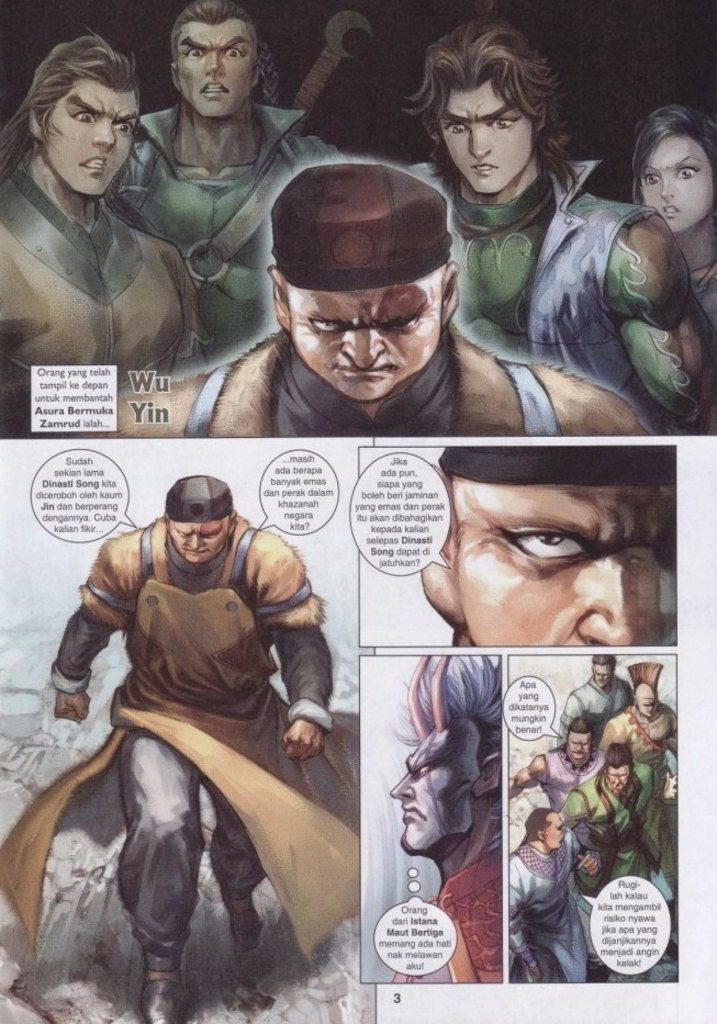 Orang yang telah
tampil ke depan
untuk membantah
Asura Bermuka
Zamrud ialah...
Wu
Yin
Sudah
sekian lama
Dinasti Song kita
diceroboh oleh kaum
Jin dan berperang
dengannya. Cuba
kalian fikir...
...masih
ada berapa
banyak emas
dan perak dalam
khazanah
negara
kita?
Jika
ada pun,
siapa yang
boleh beri jaminan
yang emas dan perak
itu akan dibahagikan
kepada kalian
selepas Dinasti
Song dapat di
jatuhkan?
Orang
dari Istana
Maut Bertiga
memang ada hati
nak melawan
aku!
Apa
yang
dikatanya
mungkin
benar!
Rugi-
lah kalau
kita mengambil
risiko nyawa
jika apa yang
dijanjikannya
menjadi angin
kelak!
3